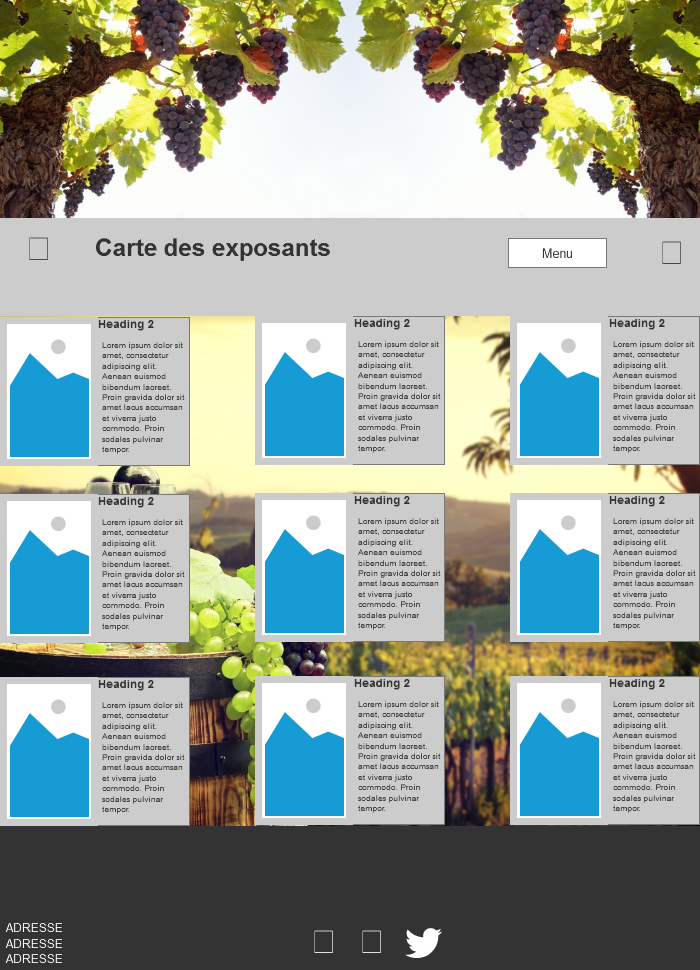 Carte des exposants
Menu
Heading 2
Lorem ipsum dolor sit
amet, consectetur
adipiscing elit.
Aenean euismod
bibendum laoreet.
Proin gravida dolor sit
amet lacus accumsan
et viverra justo
commodo. Proin
sodales pulvinar
tempor.
Heading 2
Lorem ipsum dolor sit
amet, consectetur
adipiscing elit.
Aenean euismod
bibendum laoreet.
Proin gravida dolor sit
amet lacus accumsan
et viverra justo
commodo. Proin
sodales pulvinar
tempor.
Heading 2
Lorem ipsum dolor sit
amet, consectetur
adipiscing elit.
Aenean euismod
bibendum laoreet.
Proin gravida dolor sit
amet lacus accumsan
et viverra justo
commodo. Proin
sodales pulvinar
tempor.
Heading 2
Lorem ipsum dolor sit
amet, consectetur
adipiscing elit.
Aenean euismod
bibendum laoreet.
Proin gravida dolor sit
amet lacus accumsan
et viverra justo
commodo. Proin
sodales pulvinar
tempor.
Heading 2
Lorem ipsum dolor sit
amet, consectetur
adipiscing elit.
Aenean euismod
bibendum laoreet.
Proin gravida dolor sit
amet lacus accumsan
et viverra justo
commodo. Proin
sodales pulvinar
tempor.
Heading 2
Lorem ipsum dolor sit
amet, consectetur
adipiscing elit.
Aenean euismod
bibendum laoreet.
Proin gravida dolor sit
amet lacus accumsan
et viverra justo
commodo. Proin
sodales pulvinar
tempor.
Heading 2
Lorem ipsum dolor sit
amet, consectetur
adipiscing elit.
Aenean euismod
bibendum laoreet.
Proin gravida dolor sit
amet lacus accumsan
et viverra justo
commodo. Proin
sodales pulvinar
tempor.
Heading 2
Lorem ipsum dolor sit
amet, consectetur
adipiscing elit.
Aenean euismod
bibendum laoreet.
Proin gravida dolor sit
amet lacus accumsan
et viverra justo
commodo. Proin
sodales pulvinar
tempor.
Heading 2
Lorem ipsum dolor sit
amet, consectetur
adipiscing elit.
Aenean euismod
bibendum laoreet.
Proin gravida dolor sit
amet lacus accumsan
et viverra justo
commodo. Proin
sodales pulvinar
tempor.
ADRESSE
ADRESSE
ADRESSE